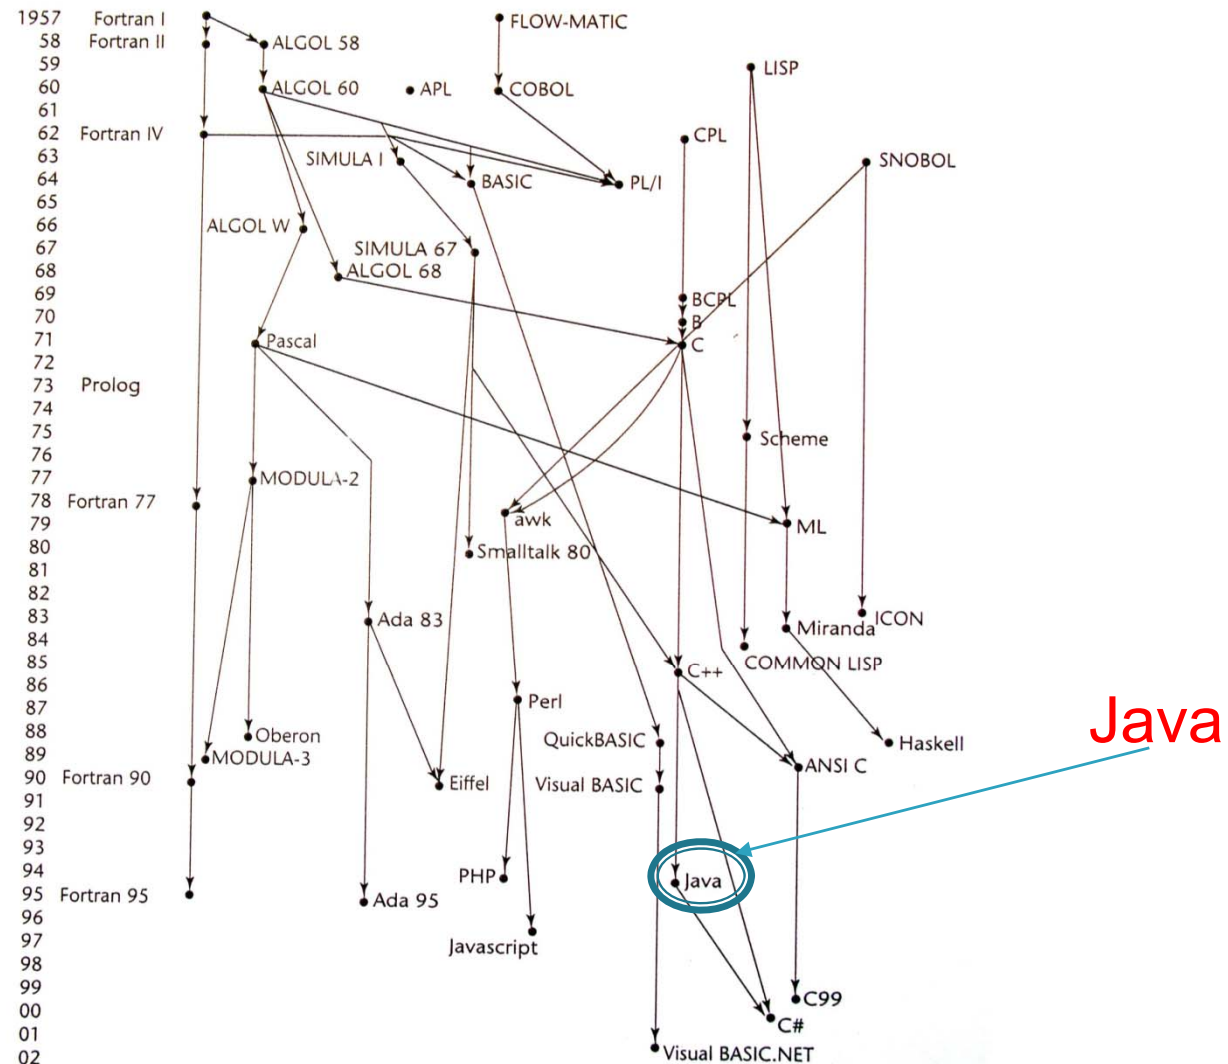 1957 Fortran I FLOW-MATIC
58 Fortran II ALGOL 58
59 LISP
60 ALGOL 60 APL COBOL
61
62 Fortran IV CPL
63 SIMULA I SNOBOL
64 BASIC PL/I
65
66 ALGOL W
67 SIMULA 67
68 ALGOL 68
69 BCPL
70 B
71 Pascal C
72
73 Prolog
74
75 Scheme
76
77 MODULA-2
78 Fortran 77
79 awk ML
80 Smalltalk 80
81
82
83 Ada 83 ICON
84 Miranda
85 C++ COMMON LISP
86
87 Perl
88 Oberon QuickBASIC Haskell
Java
89 MODULA-3 ANSI C
90 Fortran 90 Eiffel Visual BASIC
91
92
93
94 PHP Java
95 Fortran 95 Ada 95
96
97 Javascript
98
99 C99
00 C#
01
02 Visual BASIC.NET